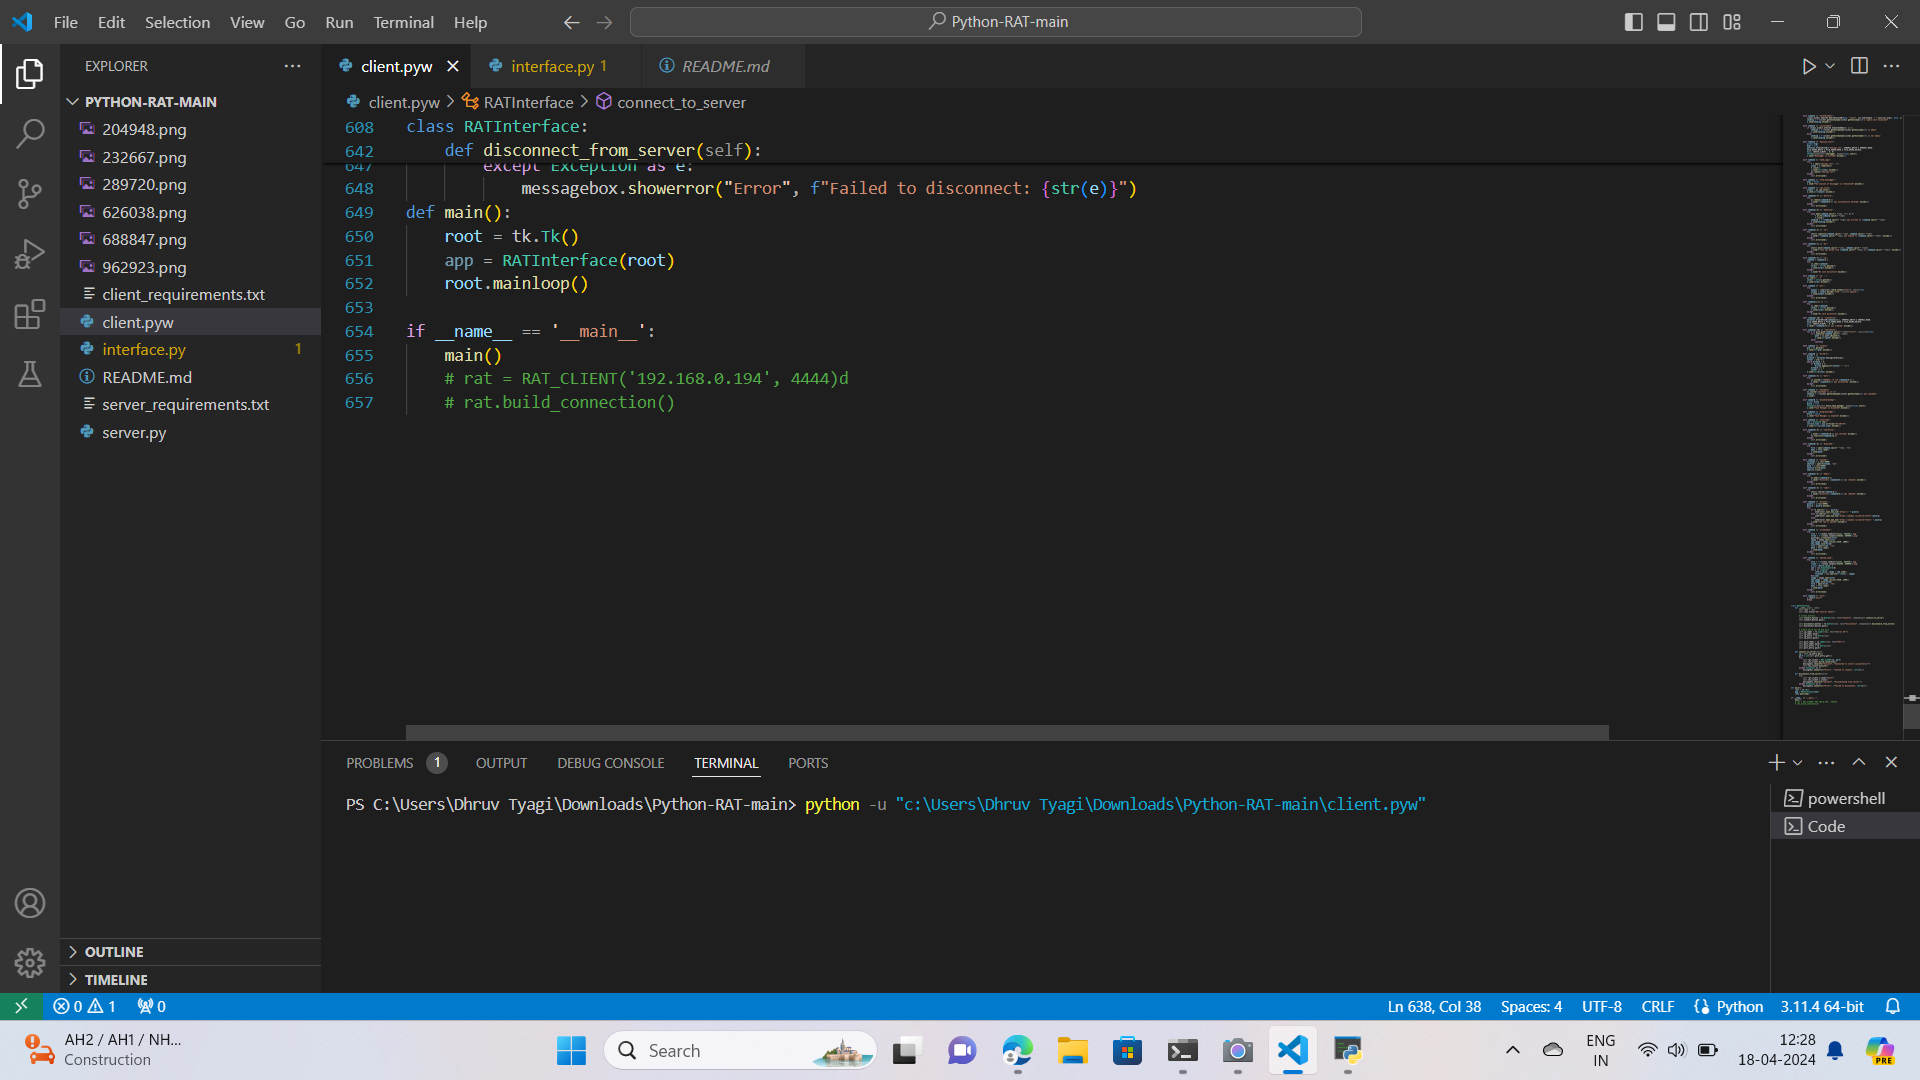 File Edit Selection View Go Run Terminal Help
Python-RAT-main
EXPLORER
PYTHON-RAT-MAIN
204948.png
232667.png
289720.png
626038.png
688847.png
962923.png
client_requirements.txt
client.pyw
interface.py 1
README.md
server_requirements.txt
server.py
OUTLINE
TIMELINE
client.pyw interface.py 1 README.md
client.pyw > RATInterface > connect_to_server
608 class RATInterface:
642 def disconnect_from_server(self):
647 except Exception as e:
648 messagebox.showerror("Error", f"Failed to disconnect: {str(e)}")
649 def main():
650 root = tk.Tk()
651 app = RATInterface(root)
652 root.mainloop()
653
654 if __name__ == '__main__':
655 main()
656 # rat = RAT_CLIENT('192.168.0.194', 4444)d
657 # rat.build_connection()
PROBLEMS 1 OUTPUT DEBUG CONSOLE TERMINAL PORTS
PS C:\Users\Dhruv Tyagi\Downloads\Python-RAT-main> python -u "c:\Users\Dhruv Tyagi\Downloads\Python-RAT-main\client.pyw"
powershell
Code
0 1 0
Ln 638, Col 38 Spaces: 4 UTF-8 CRLF Python 3.11.4 64-bit
AH2 / AH1 / NH...
Construction
Search
PRE
ENG
IN
12:28
18-04-2024